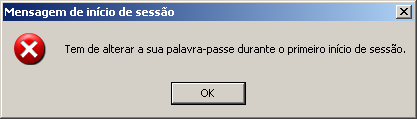 Mensagem de início de sessão
Tem de alterar a sua palavra-passe durante o primeiro início de sessão.
OK